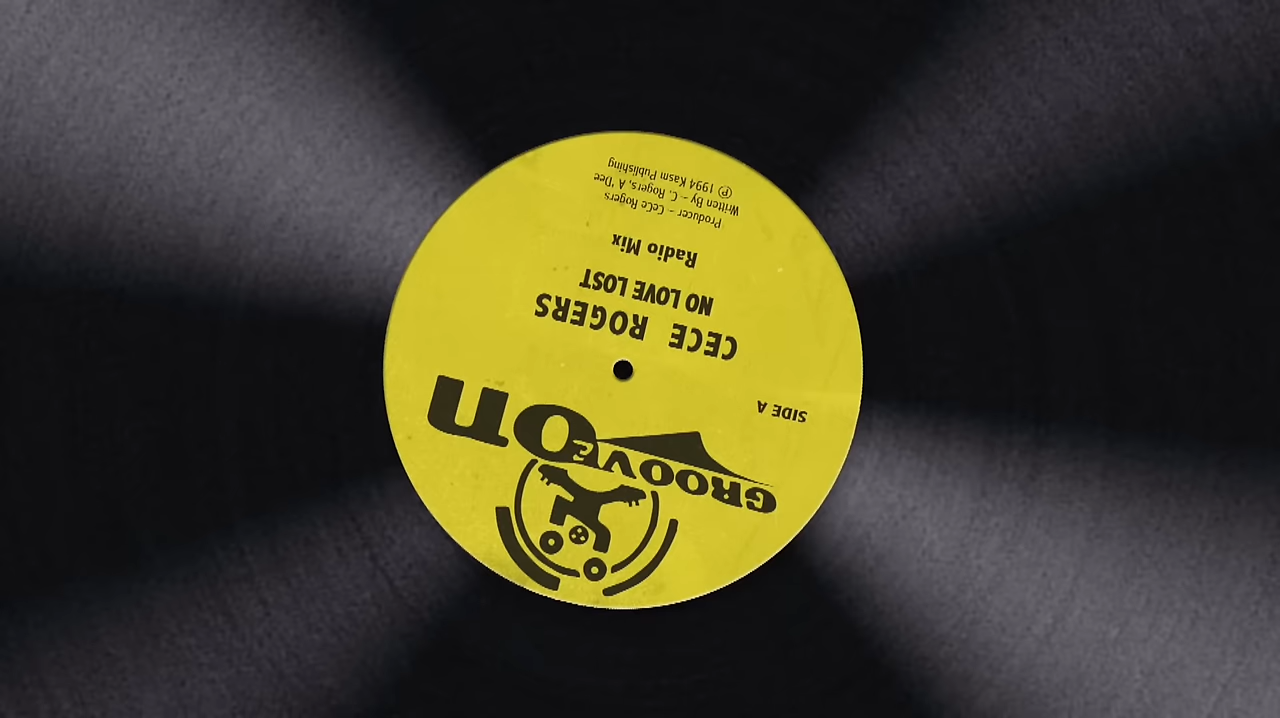 GROOVE
on
SIDE A
CECE ROGERS
NO LOVE LOST
Radio Mix
Producer - CeCe Rogers
Written By - C. Rogers, A 'Dee
℗ 1994 Kasm Publishing